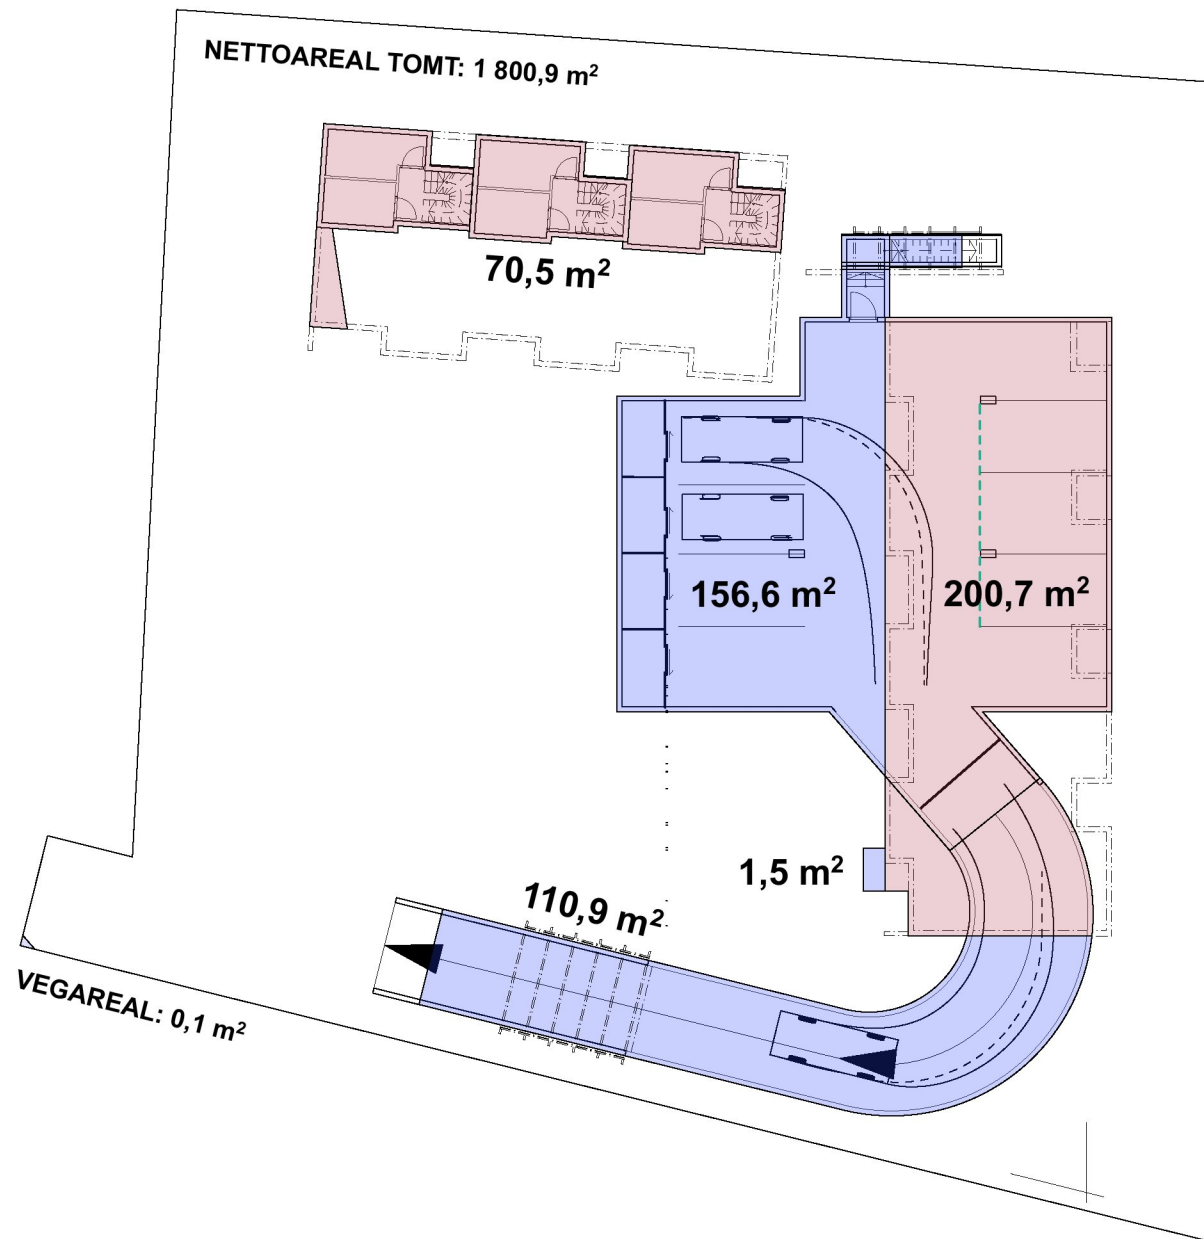 NETTOAREAL TOMT: 1 800,9 m²
70,5 m²
156,6 m²
200,7 m²
1,5 m²
110,9 m²
VEGAREAL: 0,1 m²